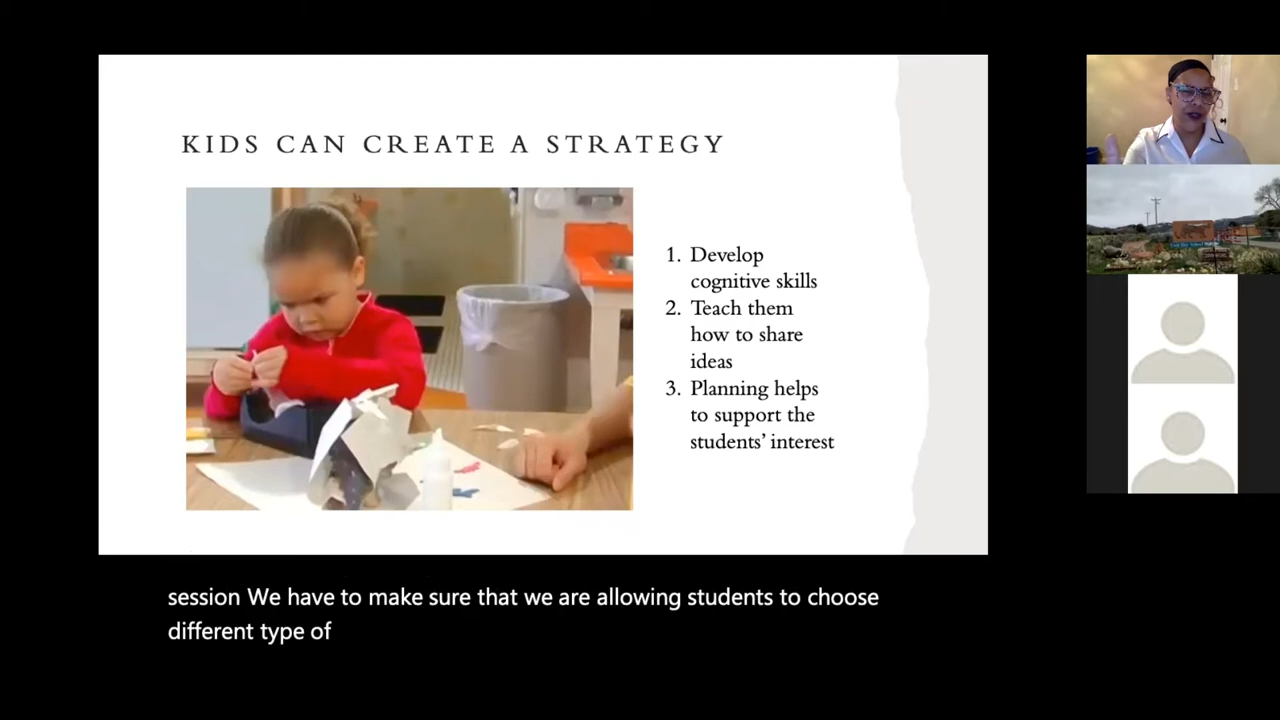 KIDS CAN CREATE A STRATEGY
1. Develop
cognitive skills
2. Teach them
how to share
ideas
3. Planning helps
to support the
students' interest
session We have to make sure that we are allowing students to choose
different type of